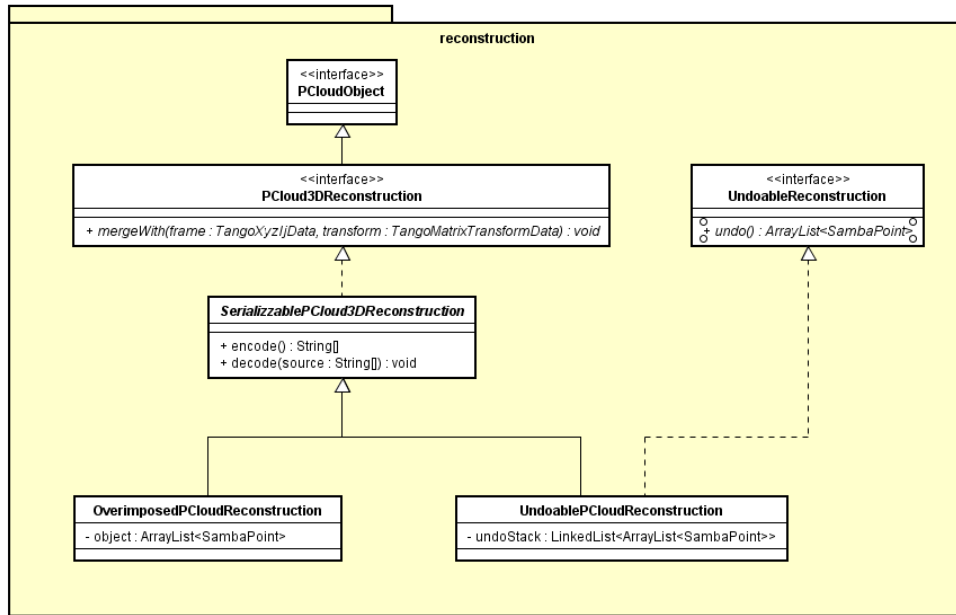 reconstruction
<<interface>>
PCloudObject
<<interface>>
PCloud3DReconstruction
+ mergeWith(frame : TangoXyzIjData, transform : TangoMatrixTransformData) : void
<<interface>>
UndoableReconstruction
+ undo() : ArrayList<SambaPoint>
SerializzablePCloud3DReconstruction
+ encode() : String[]
+ decode(source : String[]) : void
OverimposedPCloudReconstruction
- object : ArrayList<SambaPoint>
UndoablePCloudReconstruction
- undoStack : LinkedList<ArrayList<SambaPoint>>